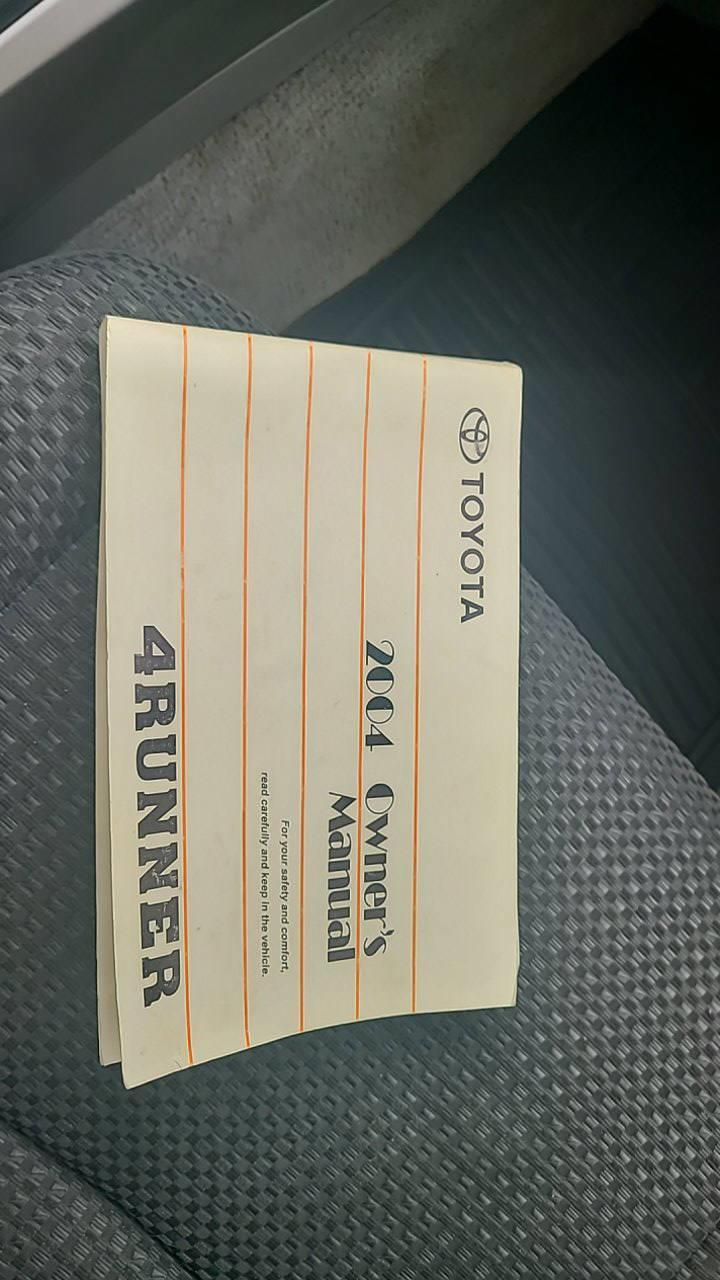 TOYOTA
2004 Owner's
Manual
For your safety and comfort,
read carefully and keep in the vehicle.
4RUNNER